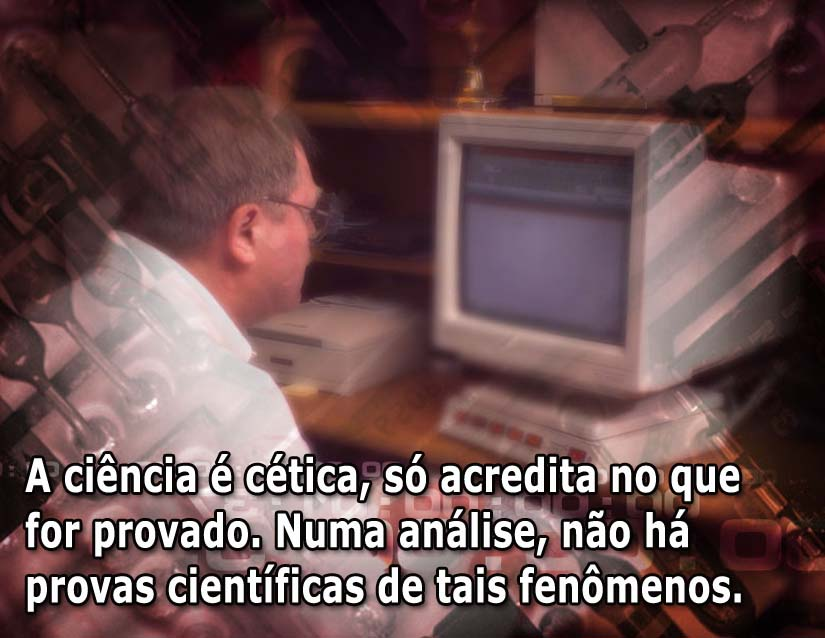 A ciência é cética, só acredita no que
for provado. Numa análise, não há
provas científicas de tais fenômenos.